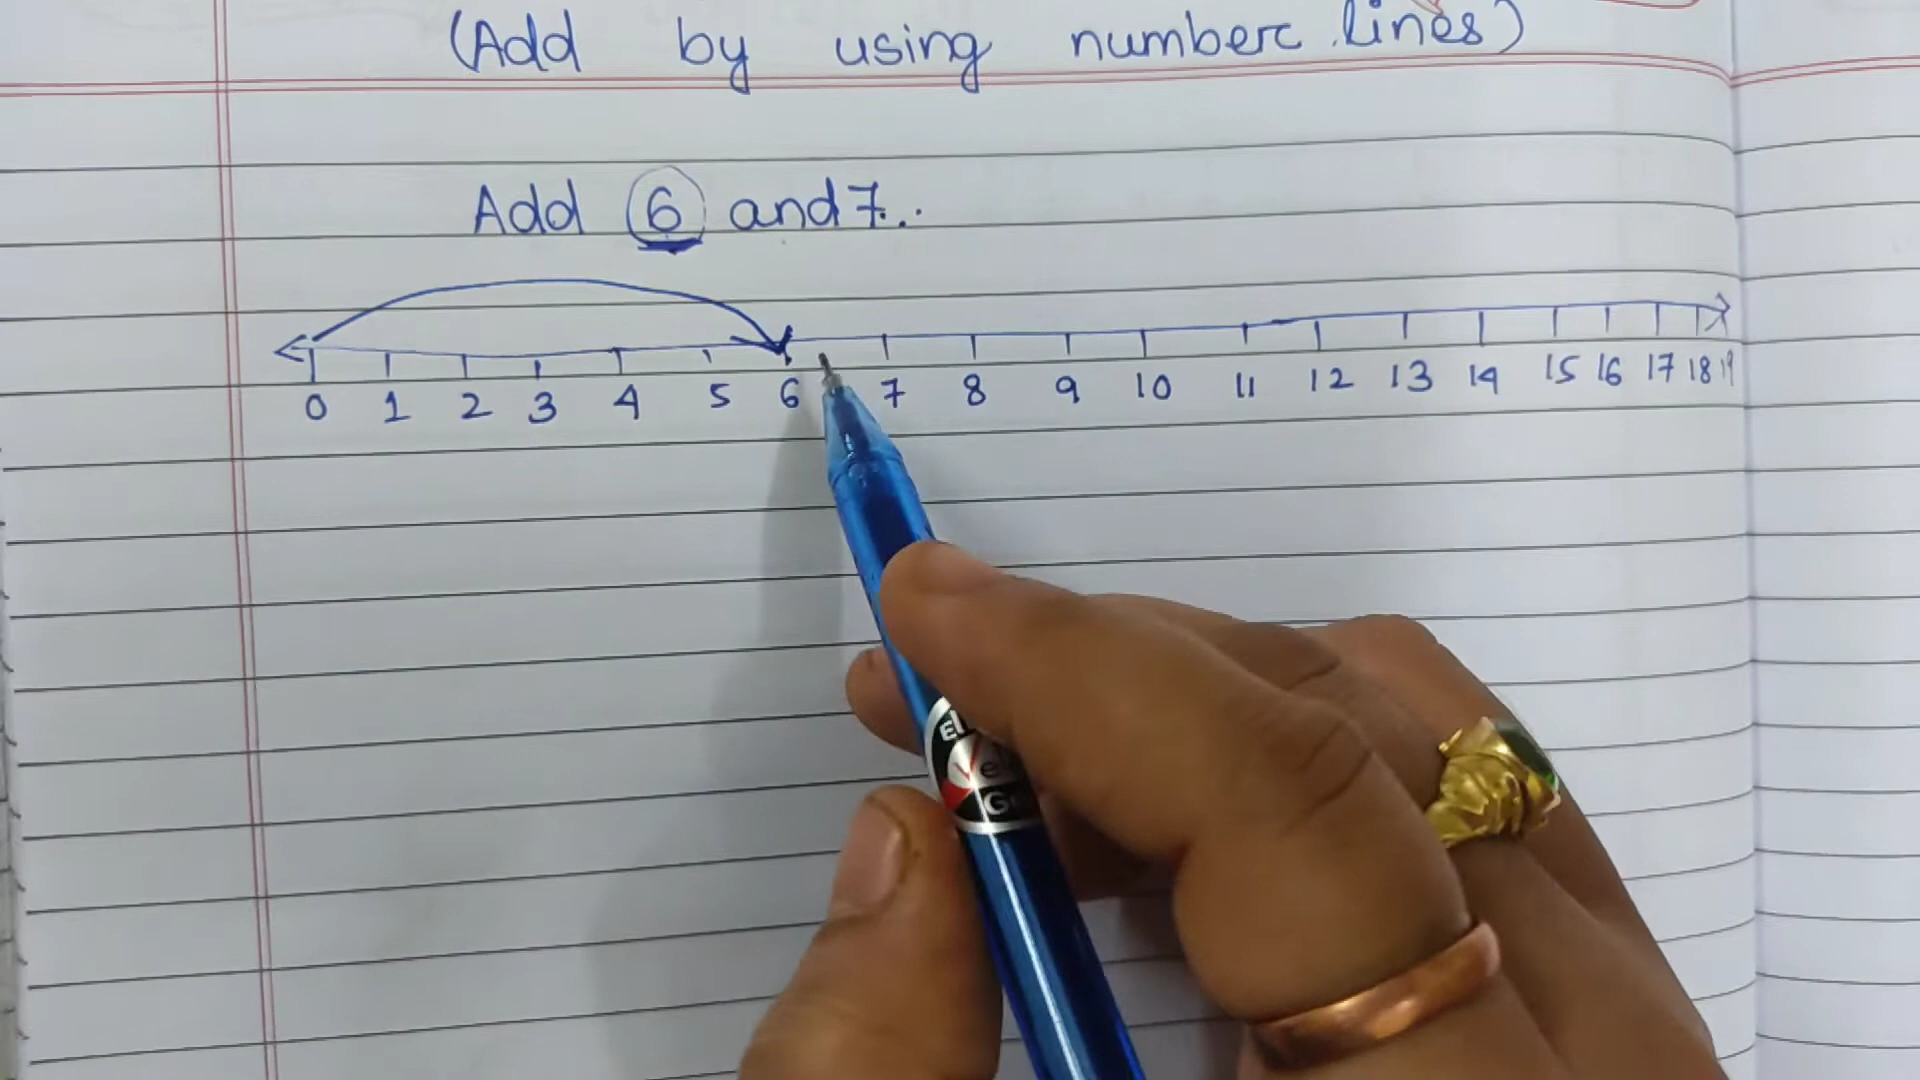 (Add by using number lines)
Add 6 and 7.
0 1 2 3 4 5 6 7 8 9 10 11 12 13 14 15 16 17 18 19